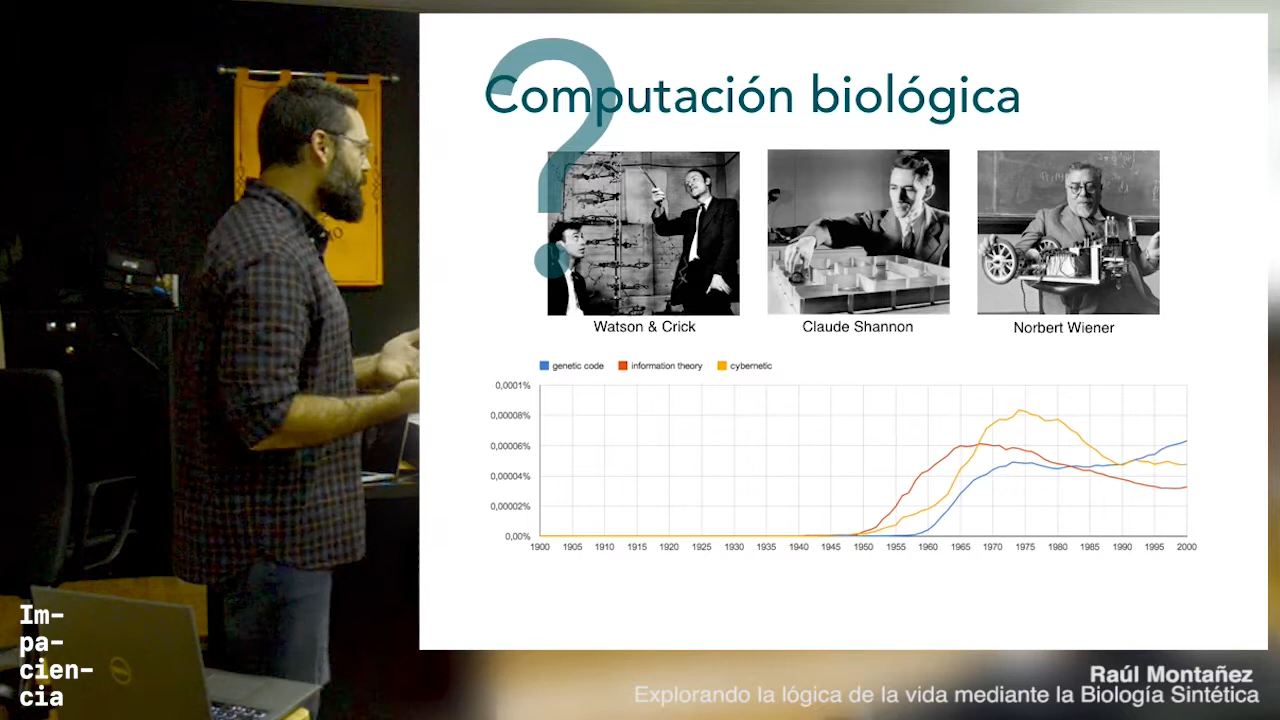 ?
Computación biológica
Watson & Crick
Claude Shannon
Norbert Wiener
genetic code
information theory
cybernetic
0,0001%
0,00008%
0,00006%
0,00004%
0,00002%
0,00%
1900 1905 1910 1915 1920 1925 1930 1935 1940 1945 1950 1955 1960 1965 1970 1975 1980 1985 1990 1995 2000
Im-
pa-
cien-
cia
Raúl Montañez
Explorando la lógica de la vida mediante la Biología Sintética